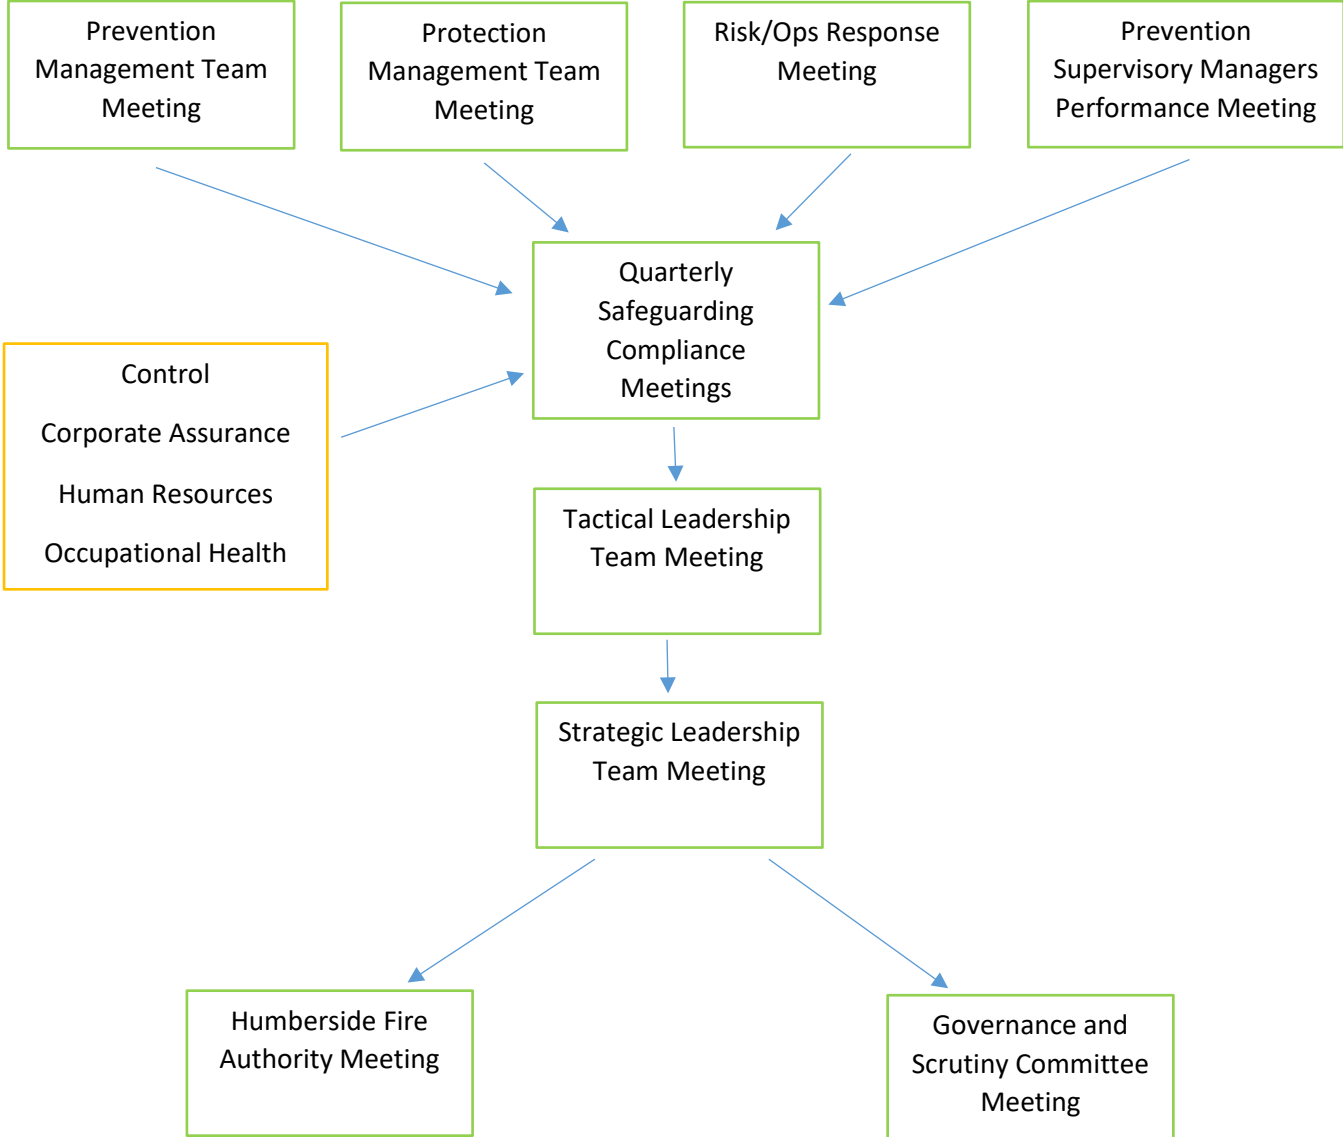 Prevention
Management Team
Meeting
Protection
Management Team
Meeting
Risk/Ops Response
Meeting
Prevention
Supervisory Managers
Performance Meeting
Quarterly
Safeguarding
Compliance
Meetings
Control
Corporate Assurance
Human Resources
Occupational Health
Tactical Leadership
Team Meeting
Strategic Leadership
Team Meeting
Humberside Fire
Authority Meeting
Governance and
Scrutiny Committee
Meeting